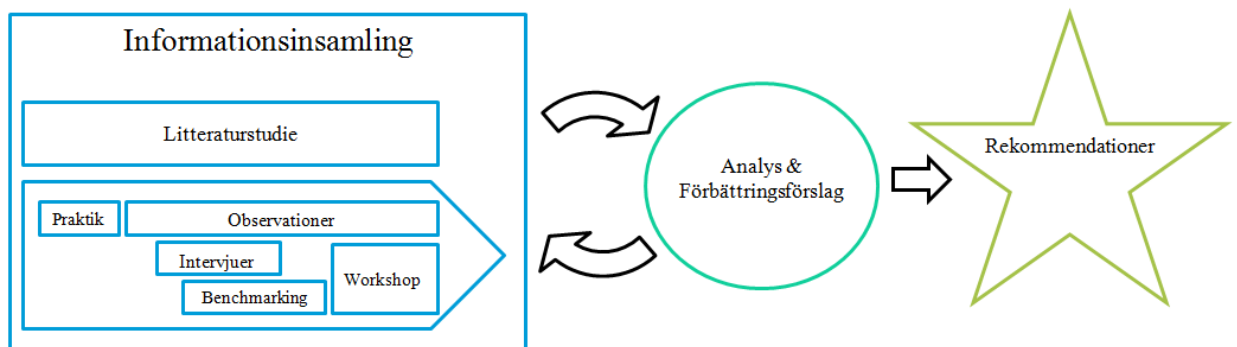 Informationsinsamling
Litteraturstudie
Praktik
Observationer
Intervjuer
Benchmarking
Workshop
Analys &
Förbättringsförslag
Rekommendationer